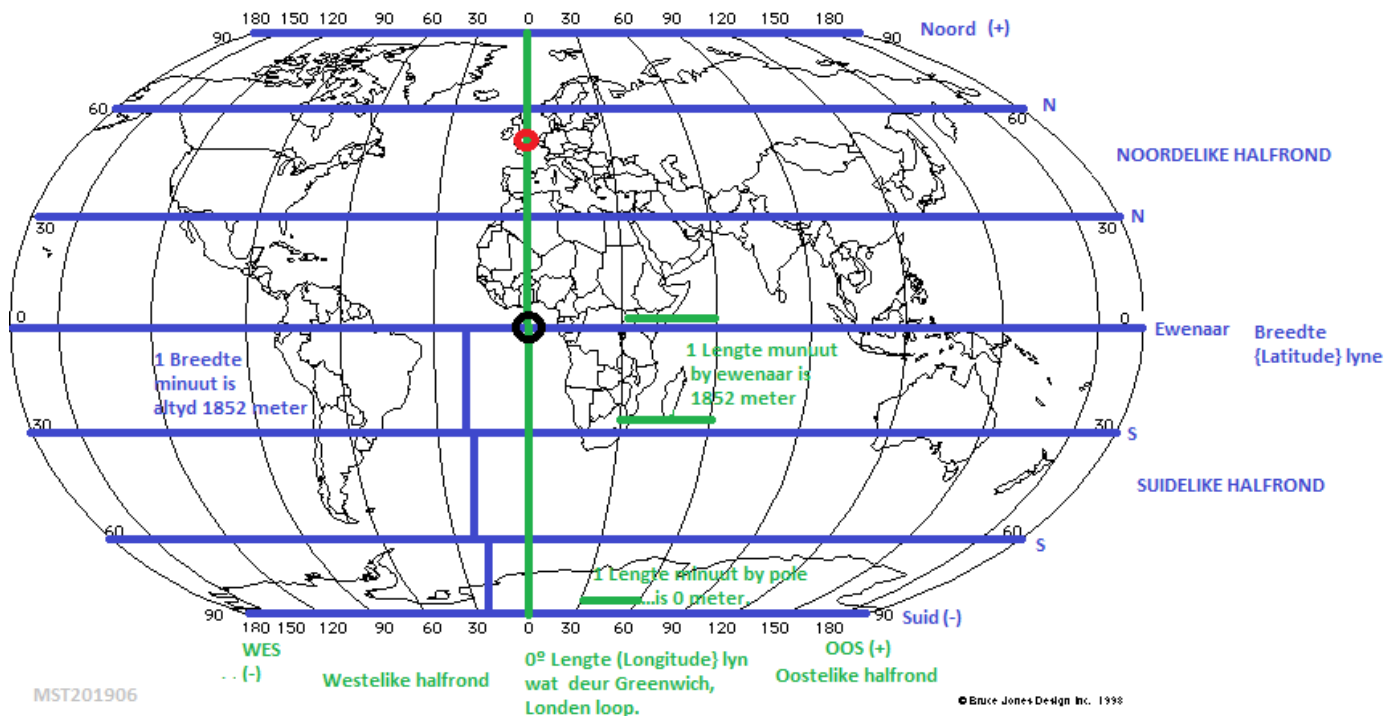 180 150 120 90 60 30 0 30 60 90 120 150 180
90 90 Noord (+)
60 60 N
NOORDELIKE HALFROND
30 30 N
0 0 Ewenaar
Breedte
{Latitude} lyne
1 Breedte
minuut is
altyd 1852 meter
1 Lengte munuut
by ewenaar is
1852 meter
30 30 S
SUIDELIKE HALFROND
60 60 S
1 Lengte minuut by pole
...is 0 meter,
90 90 Suid (-)
180 150 120 90 60 30 0 30 60 90 120 150 180
WES
(-)
. . 
Westelike halfrond
0º Lengte (Longitude} lyn
wat deur Greenwich,
Londen loop.
OOS (+)
Oostelike halfrond
MST201906
© Bruce Jones Design Inc. 1998